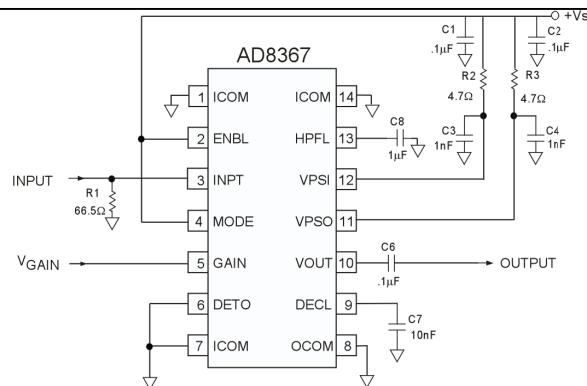 +Vs
C1
.1µF
C2
.1µF
R2
4.7Ω
R3
4.7Ω
C3
1nF
C4
1nF
AD8367
1 ICOM
ICOM 14
2 ENBL
HPFL 13
C8
1µF
INPUT
R1
66.5Ω
3 INPT
VPSI 12
4 MODE
VPSO 11
VGAIN
5 GAIN
VOUT 10
C6
.1µF
OUTPUT
6 DETO
DECL 9
C7
10nF
7 ICOM
OCOM 8